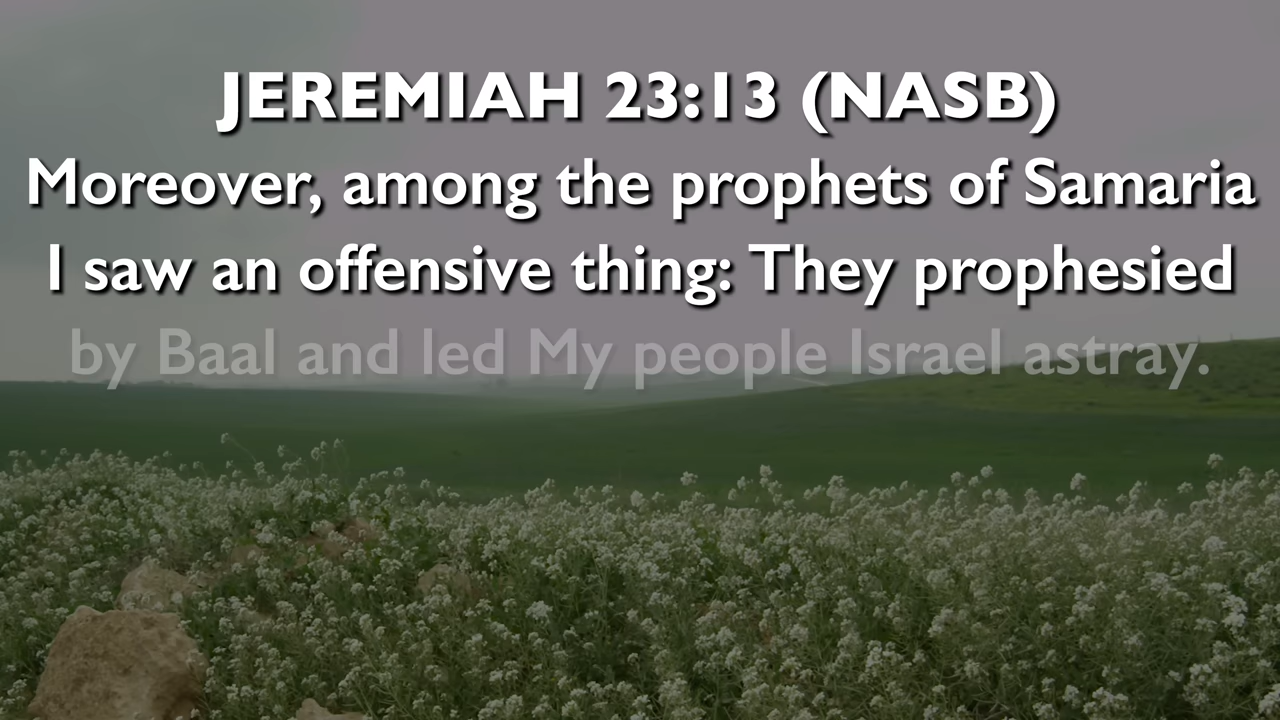 JEREMIAH 23:13 (NASB)
Moreover, among the prophets of Samaria
I saw an offensive thing: They prophesied
by Baal and led My people Israel astray.